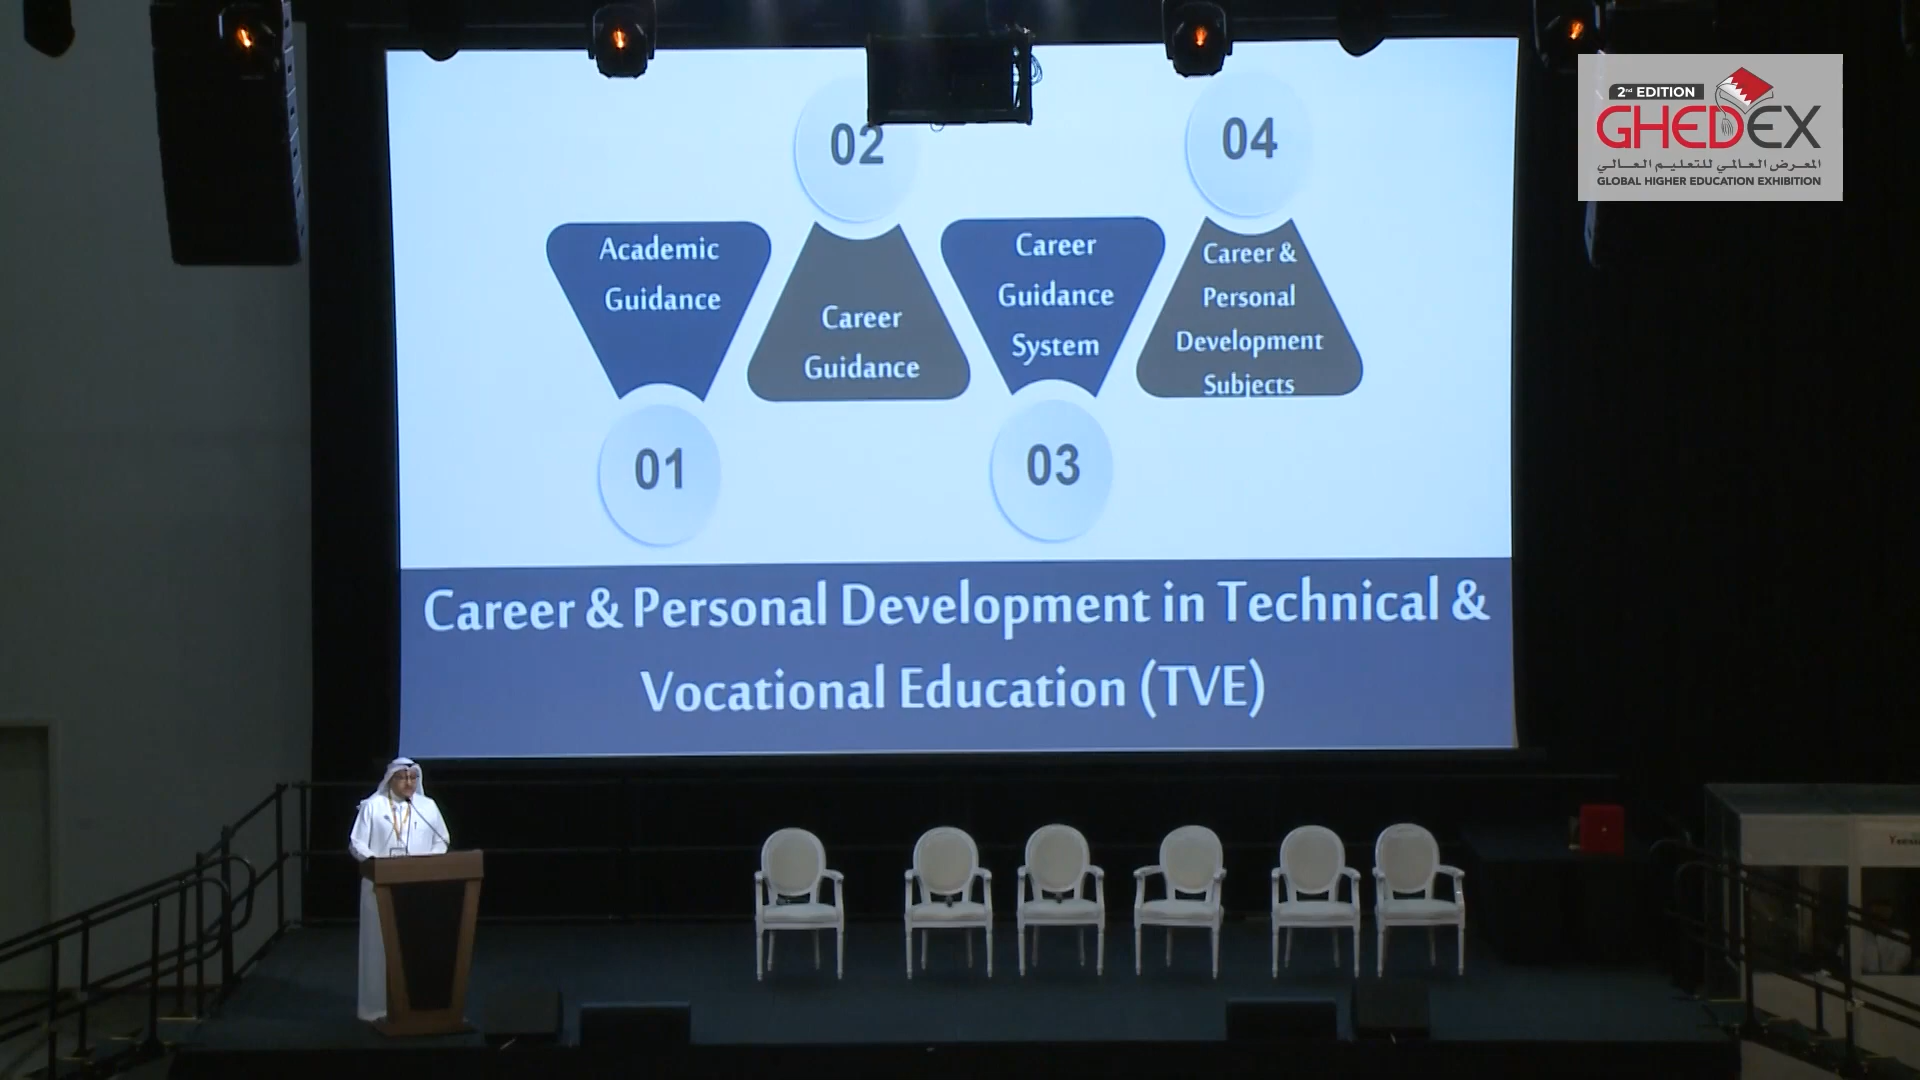 2nd EDITION
GHEDEX
المعرض العالمي للتعليم العالي
GLOBAL HIGHER EDUCATION EXHIBITION
02
04
Academic
Guidance
Career
Guidance
Career
Guidance
System
Career &
Personal
Development
Subjects
01
03
Career & Personal Development in Technical &
Vocational Education (TVE)